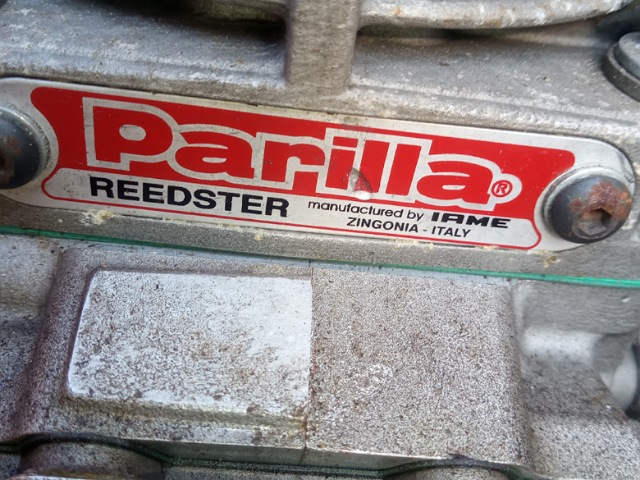 Parilla®
REEDSTER manufactured by IAME
ZINGONIA - ITALY